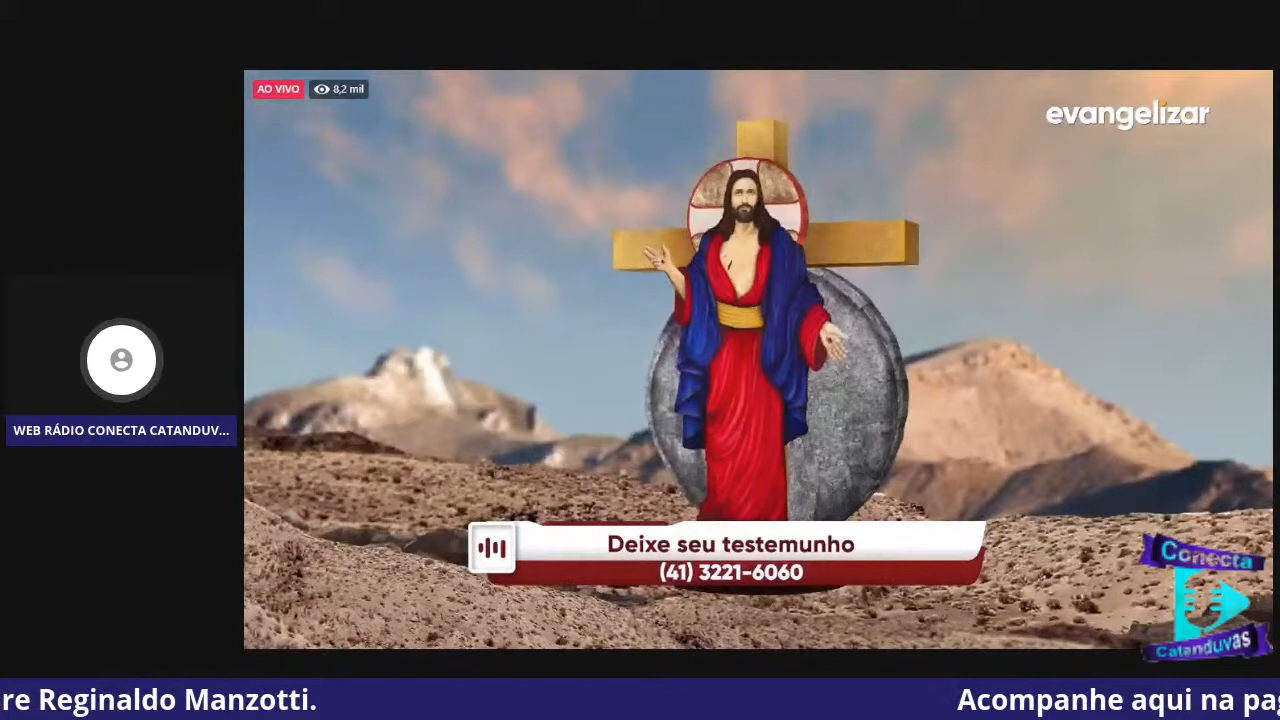 AO VIVO
8,2 mil
evangelizar
WEB RÁDIO CONECTA CATANDUV...
Deixe seu testemunho
(41) 3221-6060
Conecta
Catanduvas
re Reginaldo Manzotti.
Acompanhe aqui na pag